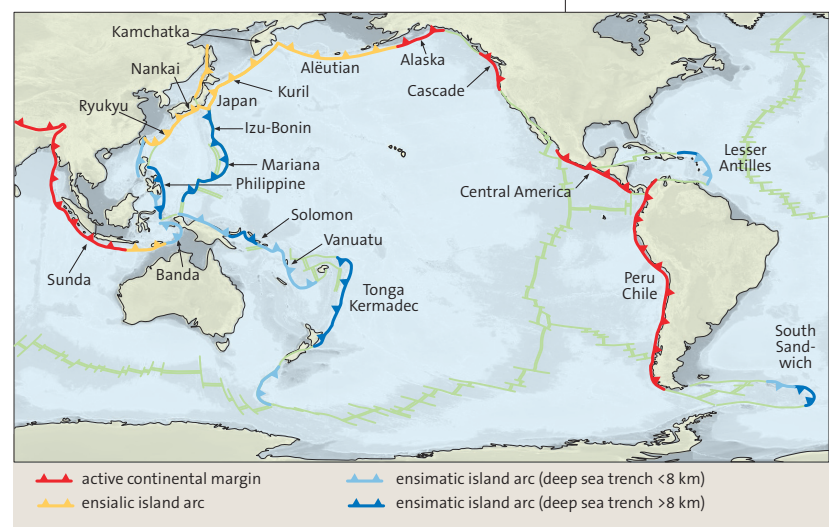 Kamchatka
Nankai
Ryukyu
Japan
Kuril
Alëutian
Alaska
Cascade
Izu-Bonin
Mariana
Philippine
Lesser
Antilles
Central America
Solomon
Vanuatu
Sunda
Banda
Tonga
Kermadec
Peru
Chile
South
Sand-
wich
active continental margin
ensimatic island arc (deep sea trench <8 km)
ensialic island arc
ensimatic island arc (deep sea trench >8 km)